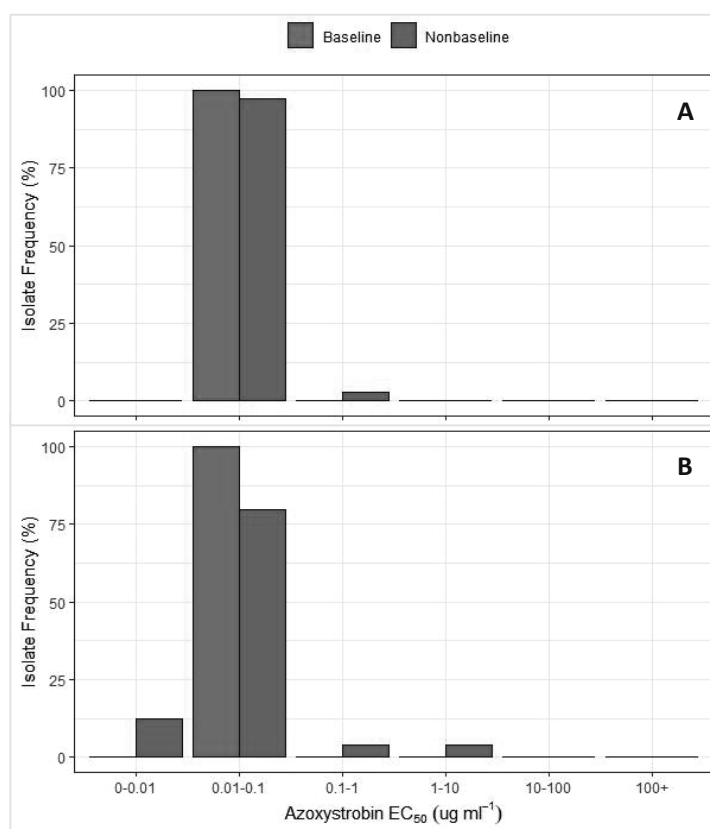 Baseline Nonbaseline
A
100
75
50
25
0
Isolate Frequency (%)
B
100
75
50
25
0
Isolate Frequency (%)
0-0.01 0.01-0.1 0.1-1 1-10 10-100 100+
Azoxystrobin EC₅₀ (ug ml⁻¹)